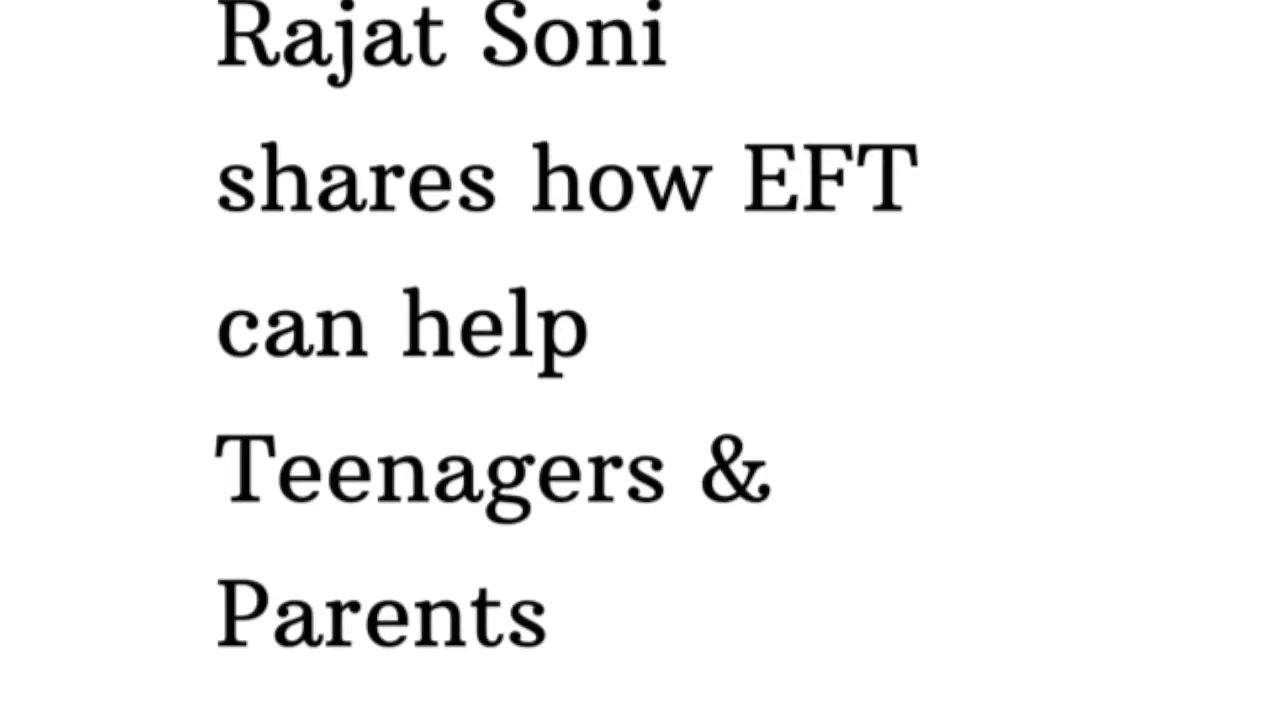 Rajat Soni
shares how EFT
can help
Teenagers &
Parents